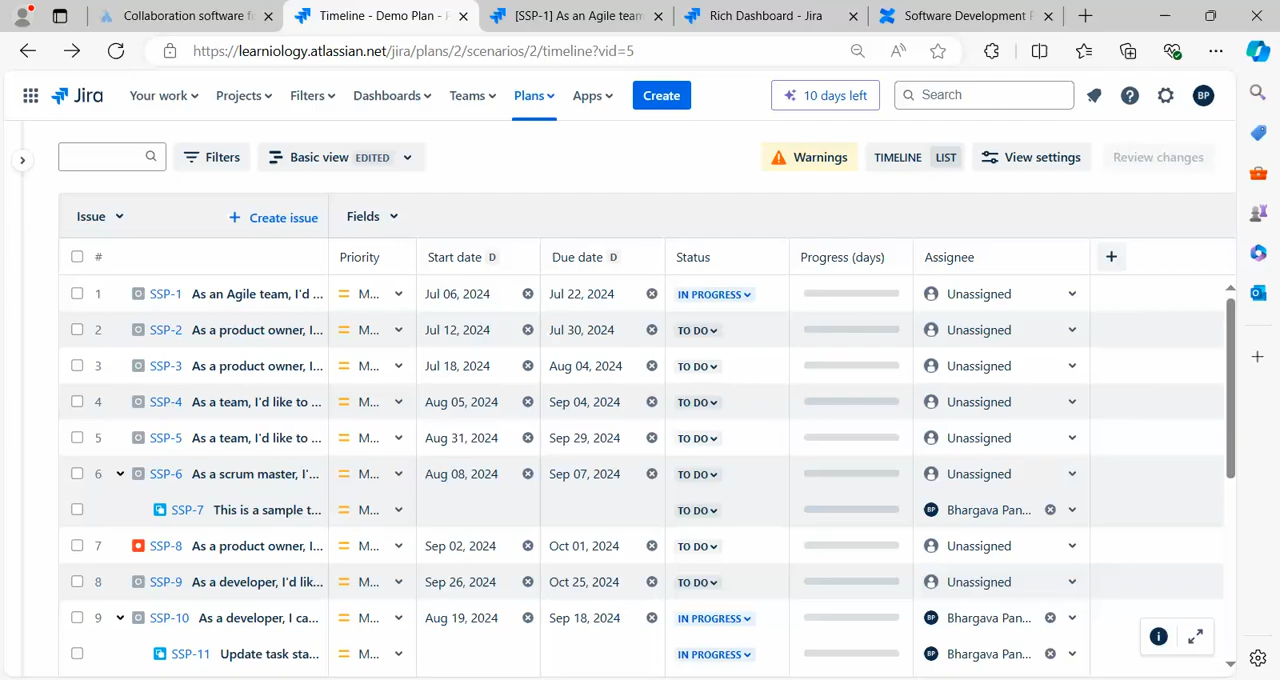 Collaboration software f
Timeline - Demo Plan - P
[SSP-1] As an Agile team
Rich Dashboard - Jira
Software Development P
https://learniology.atlassian.net/jira/plans/2/scenarios/2/timeline?vid=5
Jira Your work Projects Filters Dashboards Teams Plans Apps Create 10 days left Search BP
Filters Basic view EDITED Warnings TIMELINE LIST View settings Review changes
Issue + Create issue Fields
# Priority Start date D Due date D Status Progress (days) Assignee
1 SSP-1 As an Agile team, I'd ... M... Jul 06, 2024 Jul 22, 2024 IN PROGRESS Unassigned
2 SSP-2 As a product owner, I... M... Jul 12, 2024 Jul 30, 2024 TO DO Unassigned
3 SSP-3 As a product owner, I... M... Jul 18, 2024 Aug 04, 2024 TO DO Unassigned
4 SSP-4 As a team, I'd like to ... M... Aug 05, 2024 Sep 04, 2024 TO DO Unassigned
5 SSP-5 As a team, I'd like to ... M... Aug 31, 2024 Sep 29, 2024 TO DO Unassigned
6 SSP-6 As a scrum master, I'... M... Aug 08, 2024 Sep 07, 2024 TO DO Unassigned
SSP-7 This is a sample t... M... TO DO BP Bhargava Pan...
7 SSP-8 As a product owner, I... M... Sep 02, 2024 Oct 01, 2024 TO DO Unassigned
8 SSP-9 As a developer, I'd lik... M... Sep 26, 2024 Oct 25, 2024 TO DO Unassigned
9 SSP-10 As a developer, I ca... M... Aug 19, 2024 Sep 18, 2024 IN PROGRESS BP Bhargava Pan...
SSP-11 Update task sta... M... IN PROGRESS BP Bhargava Pan...